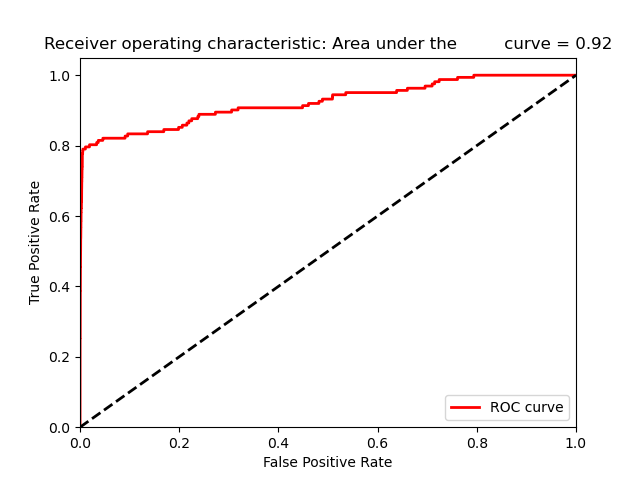 Receiver operating characteristic: Area under the curve = 0.92
1.0
0.8
0.6
0.4
0.2
0.0
True Positive Rate
ROC curve
0.0 0.2 0.4 0.6 0.8 1.0
False Positive Rate